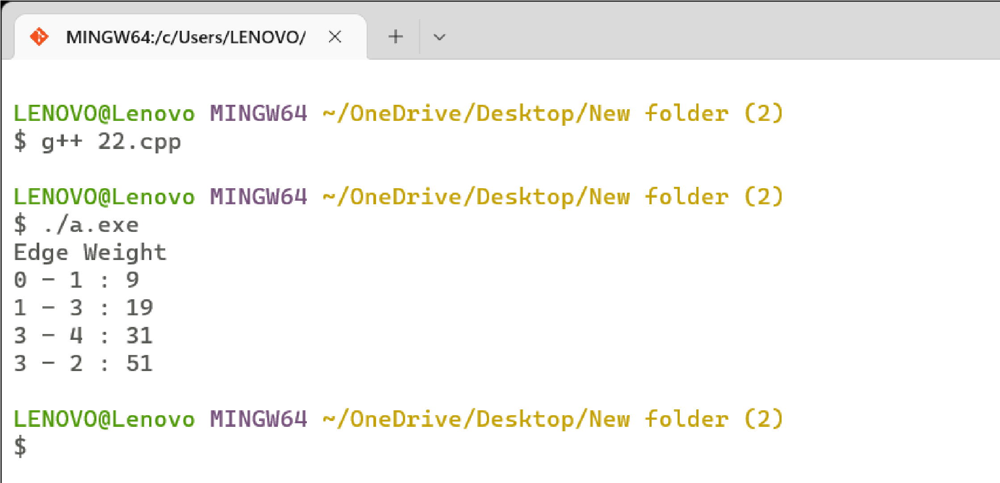 MINGW64:/c/Users/LENOVO/
LENOVO@Lenovo MINGW64 ~/OneDrive/Desktop/New folder (2)
$ g++ 22.cpp
LENOVO@Lenovo MINGW64 ~/OneDrive/Desktop/New folder (2)
$ ./a.exe
Edge Weight
0 - 1 : 9
1 - 3 : 19
3 - 4 : 31
3 - 2 : 51
LENOVO@Lenovo MINGW64 ~/OneDrive/Desktop/New folder (2)
$